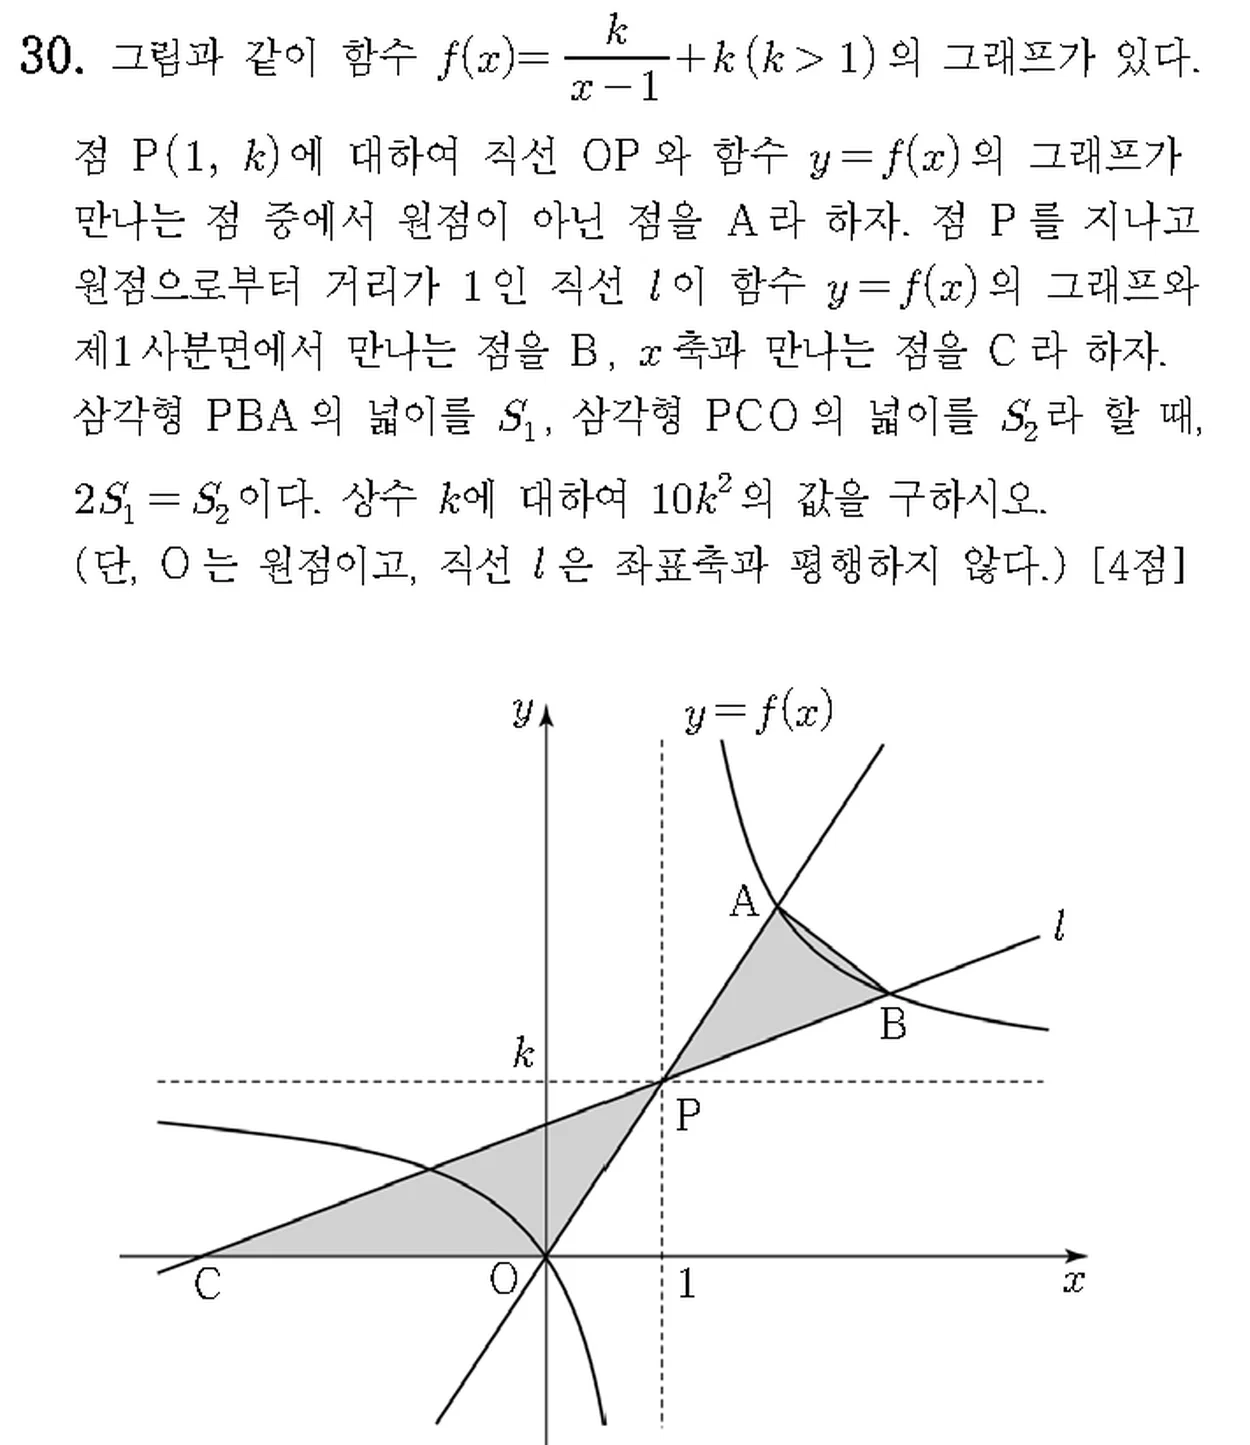 30. 그림과 같이 함수 f(x)=k/(x-1)+k (k>1)의 그래프가 있다.
점 P(1, k)에 대하여 직선 OP와 함수 y=f(x)의 그래프가
만나는 점 중에서 원점이 아닌 점을 A라 하자. 점 P를 지나고
원점으로부터 거리가 1인 직선 l이 함수 y=f(x)의 그래프와
제1사분면에서 만나는 점을 B, x축과 만나는 점을 C라 하자.
삼각형 PBA의 넓이를 S₁, 삼각형 PCO의 넓이를 S₂라 할 때,
2S₁=S₂이다. 상수 k에 대하여 10k²의 값을 구하시오.
(단, O는 원점이고, 직선 l은 좌표축과 평행하지 않다.) [4점]
y
y=f(x)
A
l
B
k
P
C
O
1
x